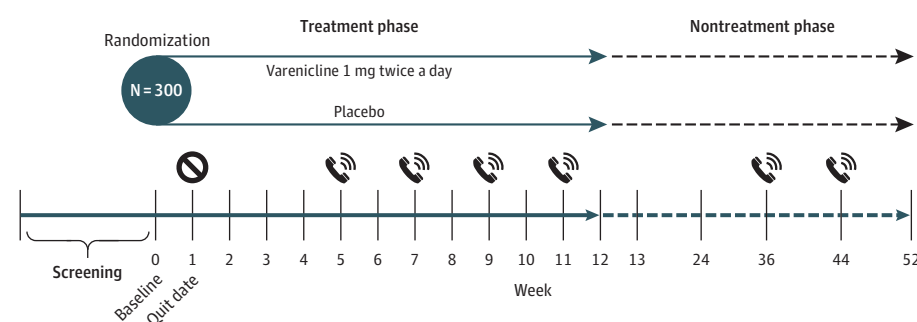 Treatment phase
Nontreatment phase
Randomization
N = 300
Varenicline 1 mg twice a day
Placebo
0 1 2 3 4 5 6 7 8 9 10 11 12 13 24 36 44 52
Screening
Baseline
Quit date
Week